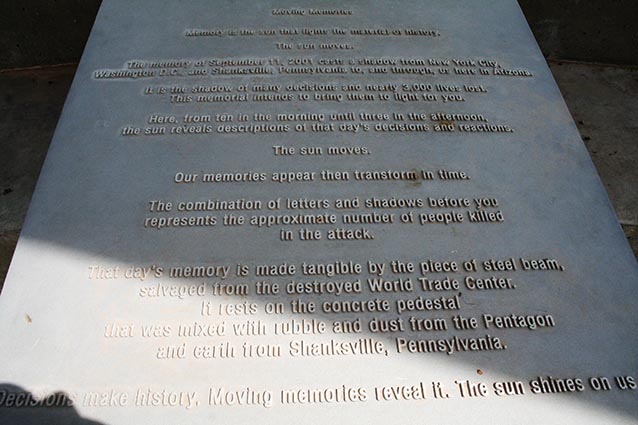 Moving Memories
Memory is the sun that lights the material of history.
The sun moves.
The memory of September 11, 2001 casts a shadow from New York City,
Washington D.C., and Shanksville, Pennsylvania to, and through, us here in Arizona.
It is the shadow of many decisions and nearly 3,000 lives lost.
This memorial intends to bring them to light for you.
Here, from ten in the morning until three in the afternoon,
the sun reveals descriptions of that day's decisions and reactions.
The sun moves.
Our memories appear then transform in time.
The combination of letters and shadows before you
represents the approximate number of people killed
in the attack.
That day's memory is made tangible by the piece of steel beam,
salvaged from the destroyed World Trade Center.
It rests on the concrete pedestal
that was mixed with rubble and dust from the Pentagon
and earth from Shanksville, Pennsylvania.
Decisions make history. Moving memories reveal it. The sun shines on us